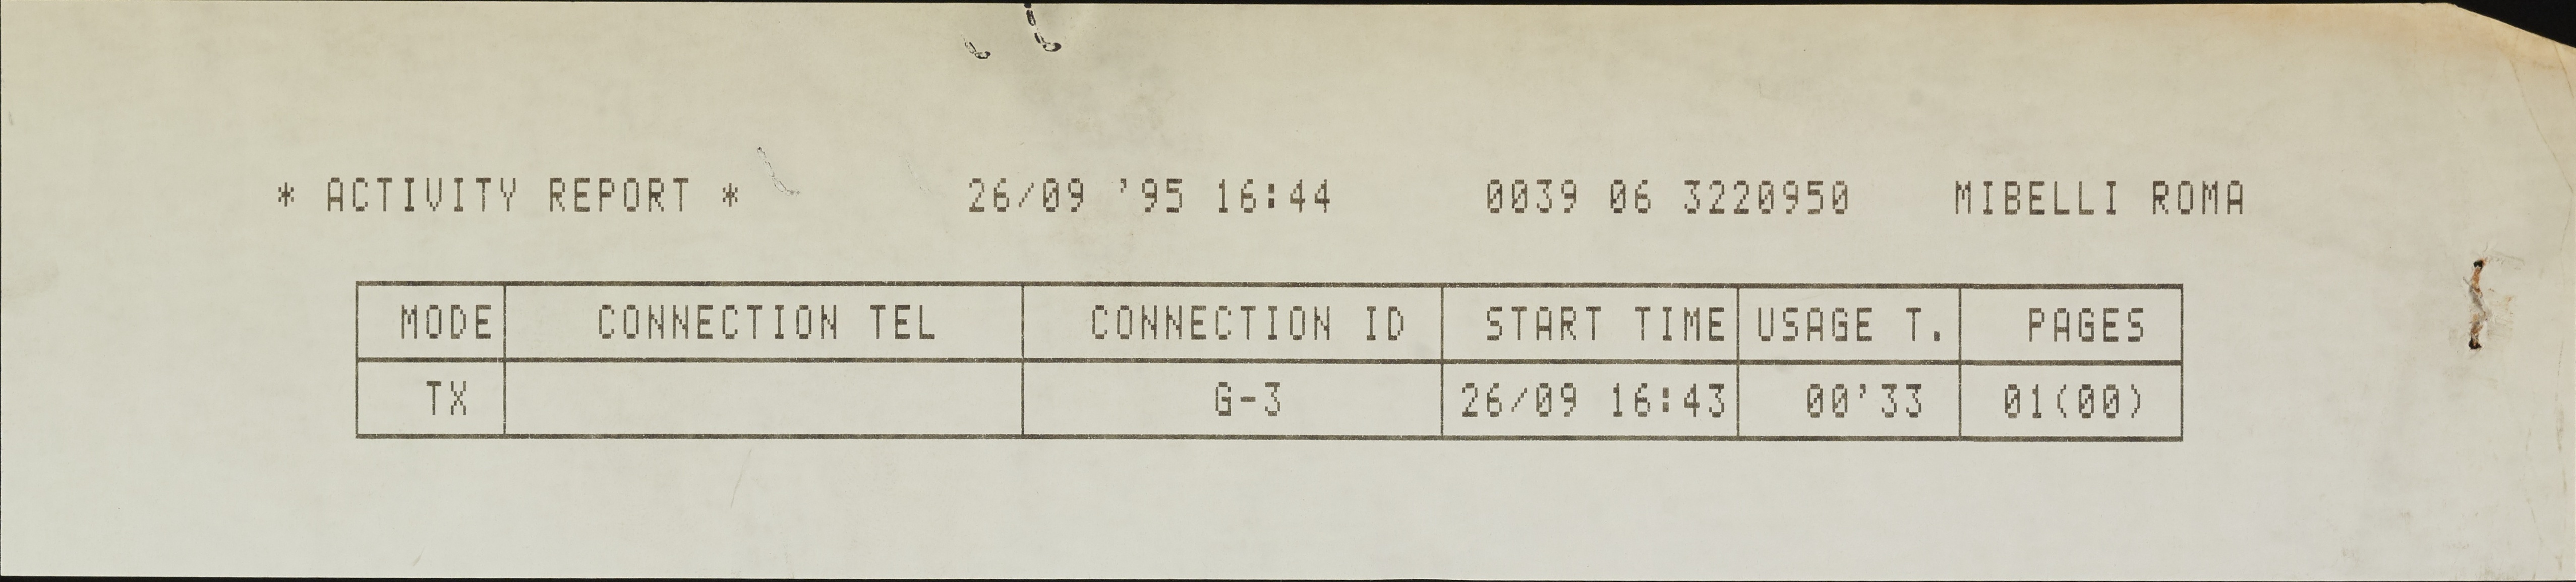 * ACTIVITY REPORT * 26/09 '95 16:44 0039 06 3220950 MIBELLI ROMA
MODE CONNECTION TEL CONNECTION ID START TIME USAGE T. PAGES
TX G-3 26/09 16:43 00'33 01(00)